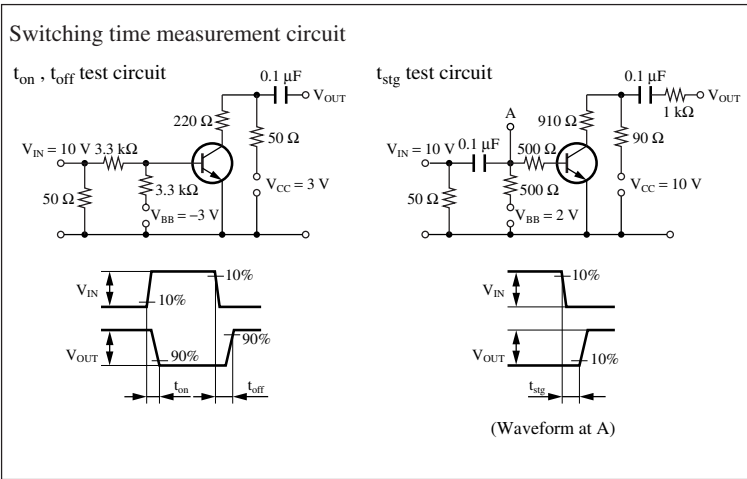 Switching time measurement circuit
t_on , t_off test circuit
0.1 µF
V_OUT
220 Ω
50 Ω
V_IN = 10 V 3.3 kΩ
3.3 kΩ
50 Ω
V_CC = 3 V
V_BB = −3 V
V_IN
10%
10%
V_OUT
90%
90%
t_on
t_off
t_stg test circuit
0.1 µF
V_OUT
1 kΩ
A
910 Ω
90 Ω
V_IN = 10 V 0.1 µF
500 Ω
500 Ω
50 Ω
V_CC = 10 V
V_BB = 2 V
V_IN
10%
V_OUT
10%
t_stg
(Waveform at A)